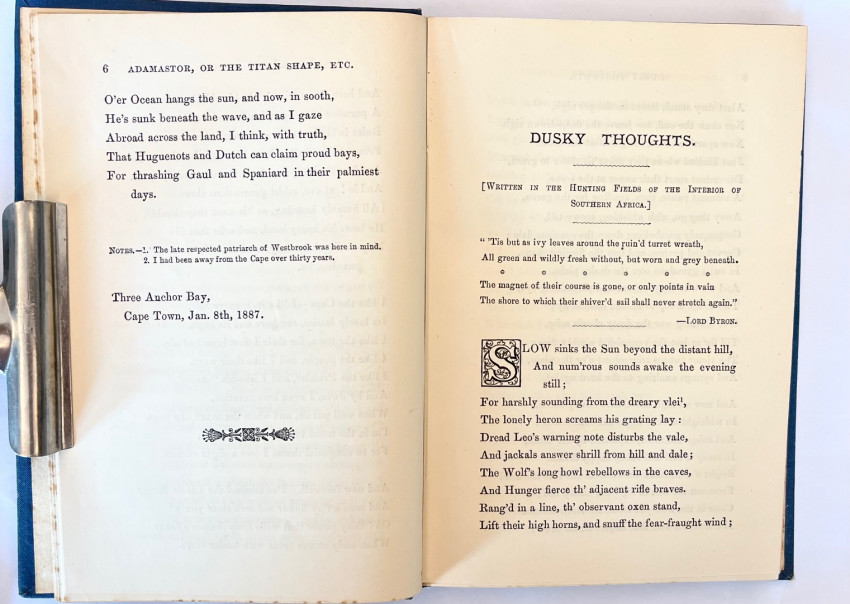 6 ADAMASTOR, OR THE TITAN SHAPE, ETC.
O'er Ocean hangs the sun, and now, in sooth,
He's sunk beneath the wave, and as I gaze
Abroad across the land, I think, with truth,
That Huguenots and Dutch can claim proud bays,
For thrashing Gaul and Spaniard in their palmiest
days.
NOTES.—1. The late respected patriarch of Westbrook was here in mind.
2. I had been away from the Cape over thirty years.
Three Anchor Bay,
Cape Town, Jan. 8th, 1887.
DUSKY THOUGHTS.
[WRITTEN IN THE HUNTING FIELDS OF THE INTERIOR OF
SOUTHERN AFRICA.]
" 'Tis but as ivy leaves around the ruin'd turret wreath,
All green and wildly fresh without, but worn and grey beneath.
The magnet of their course is gone, or only points in vain
The shore to which their shiver'd sail shall never stretch again."
—LORD BYRON.
SLOW sinks the Sun beyond the distant hill,
And num'rous sounds awake the evening
still;
For harshly sounding from the dreary vlei¹,
The lonely heron screams his grating lay:
Dread Leo's warning note disturbs the vale,
And jackals answer shrill from hill and dale;
The Wolf's long howl rebellows in the caves,
And Hunger fierce th' adjacent rifle braves.
Rang'd in a line, th' observant oxen stand,
Lift their high horns, and snuff the fear-fraught wind;